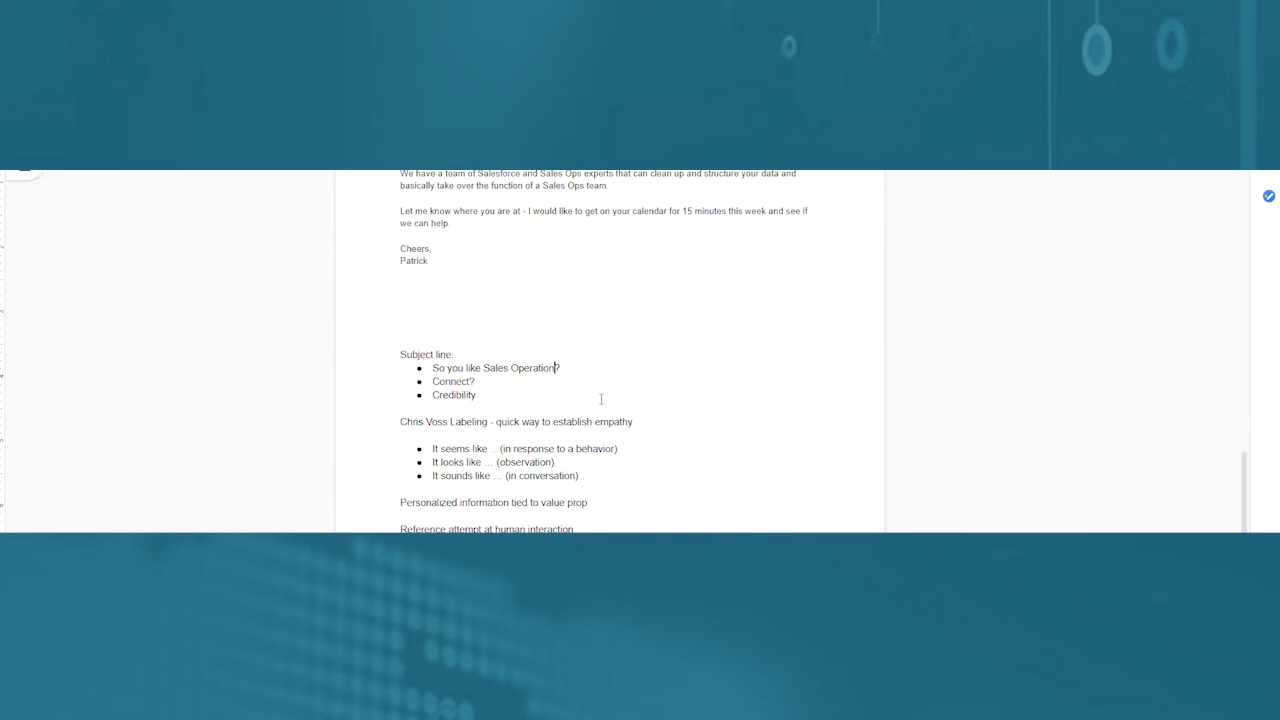 We have a team of Salesforce and Sales Ops experts that can clean up and structure your data and
basically take over the function of a Sales Ops team.
Let me know where you are at - I would like to get on your calendar for 15 minutes this week and see if
we can help.
Cheers,
Patrick
Subject line:
● So you like Sales Operation?
● Connect?
● Credibility
Chris Voss Labeling - quick way to establish empathy
● It seems like … (in response to a behavior)
● It looks like … (observation)
● It sounds like … (in conversation)
Personalized information tied to value prop
Reference attempt at human interaction